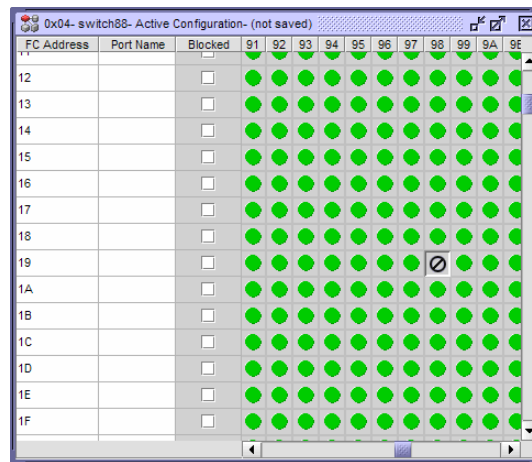 0x04- switch88- Active Configuration- (not saved)
FC Address Port Name Blocked 91 92 93 94 95 96 97 98 99 9A
12
13
14
15
16
17
18
19
1A
1B
1C
1D
1E
1F